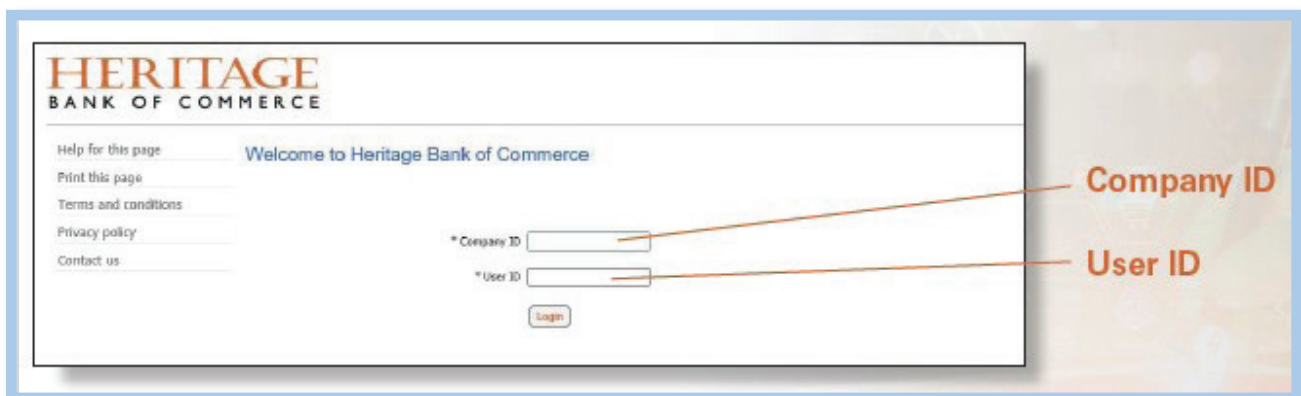 HERITAGE
BANK OF COMMERCE
Help for this page
Print this page
Terms and conditions
Privacy policy
Contact us
Welcome to Heritage Bank of Commerce
* Company ID
* User ID
Login
Company ID
User ID